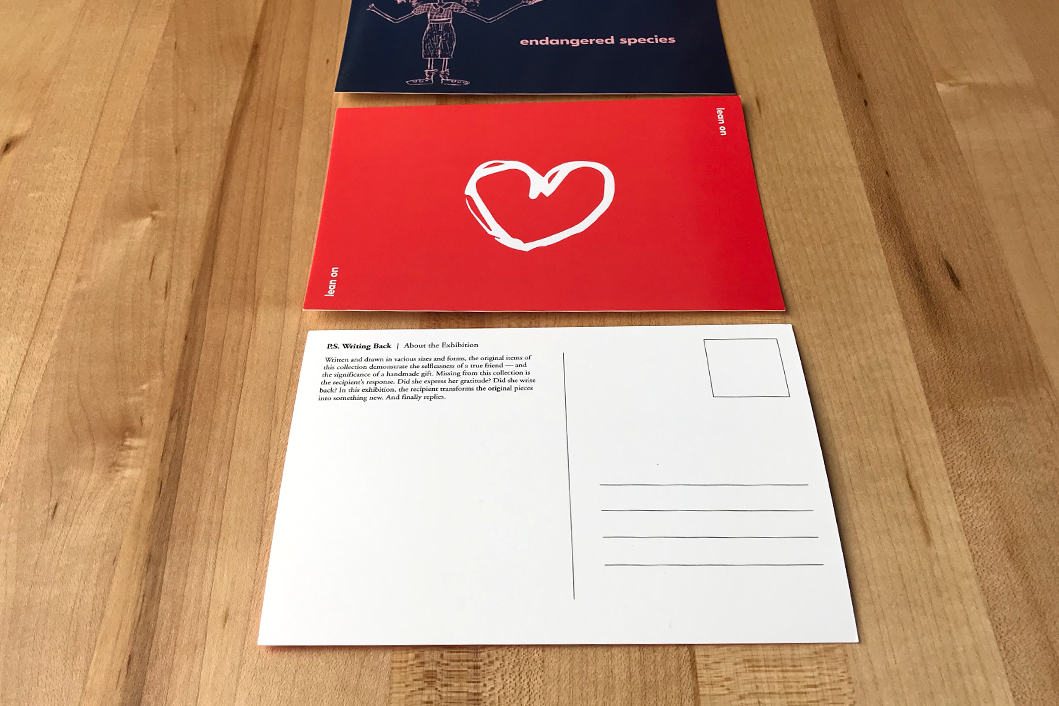 endangered species
lean on
lean on
P.S. Writing Back | About the Exhibition
Written and drawn in various sizes and forms, the original items of
this collection demonstrate the selflessness of a true friend — and
the significance of a handmade gift. Missing from this collection is
the recipient's response. Did she express her gratitude? Did she write
back? In this exhibition, the recipient transforms the original pieces
into something new. And finally replies.